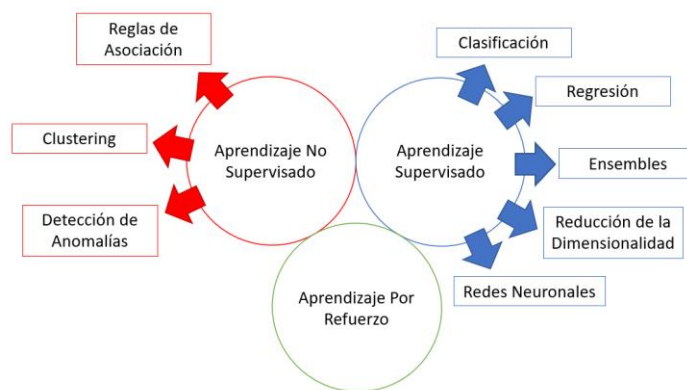 Reglas de
Asociación
Clustering
Detección de
Anomalías
Aprendizaje No
Supervisado
Aprendizaje
Supervisado
Clasificación
Regresión
Ensembles
Reducción de la
Dimensionalidad
Redes Neuronales
Aprendizaje Por
Refuerzo